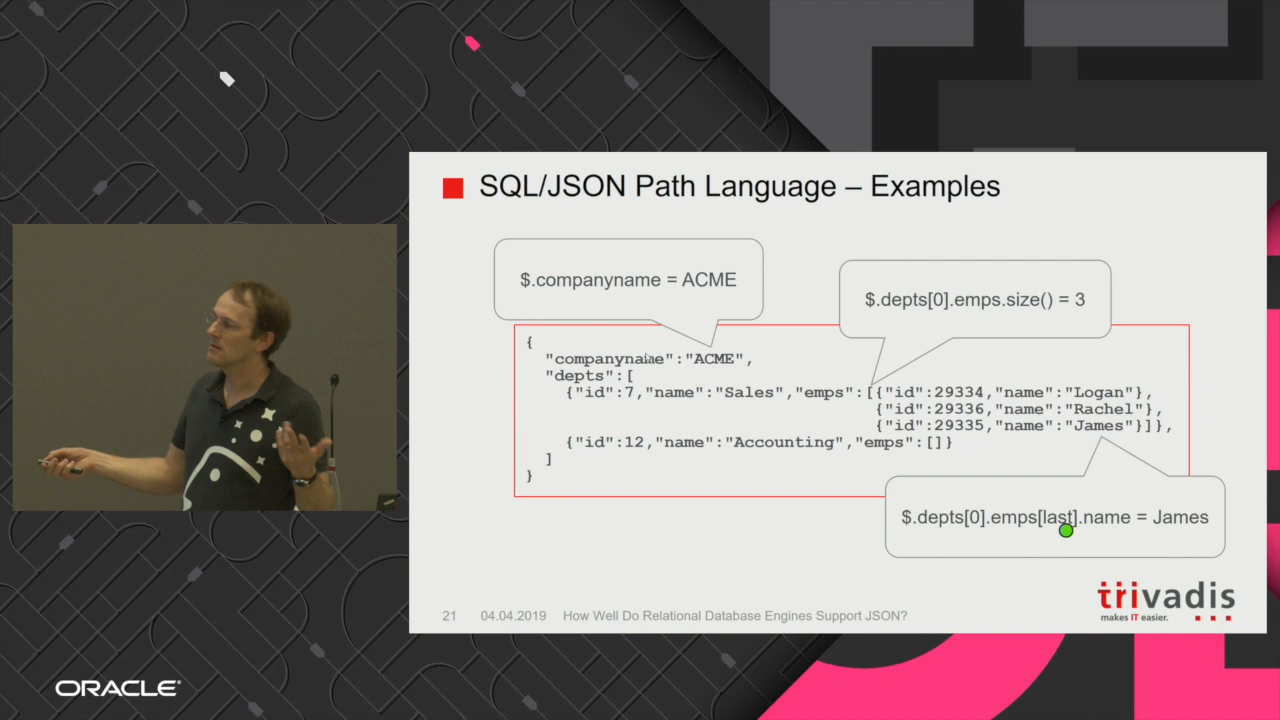 SQL/JSON Path Language – Examples
$.companyname = ACME
$.depts[0].emps.size() = 3
{
"companyname":"ACME",
"depts":[
{"id":7,"name":"Sales","emps":[{"id":29334,"name":"Logan"},
{"id":29336,"name":"Rachel"},
{"id":29335,"name":"James"}]},
{"id":12,"name":"Accounting","emps":[]}
]
}
$.depts[0].emps[last].name = James
21 04.04.2019 How Well Do Relational Database Engines Support JSON?
trivadis
makes IT easier.
ORACLE®